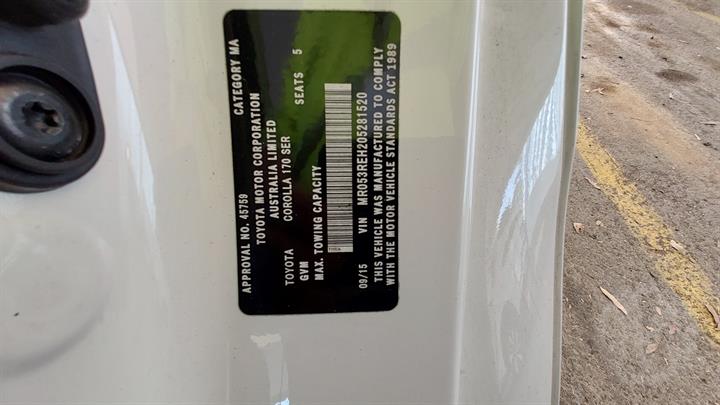 APPROVAL NO. 45759 CATEGORY MA
TOYOTA MOTOR CORPORATION
AUSTRALIA LIMITED
TOYOTA COROLLA 170 SER
GVM SEATS 5
MAX. TOWING CAPACITY
09/15 VIN MR053REH205281520
THIS VEHICLE WAS MANUFACTURED TO COMPLY
WITH THE MOTOR VEHICLE STANDARDS ACT 1989